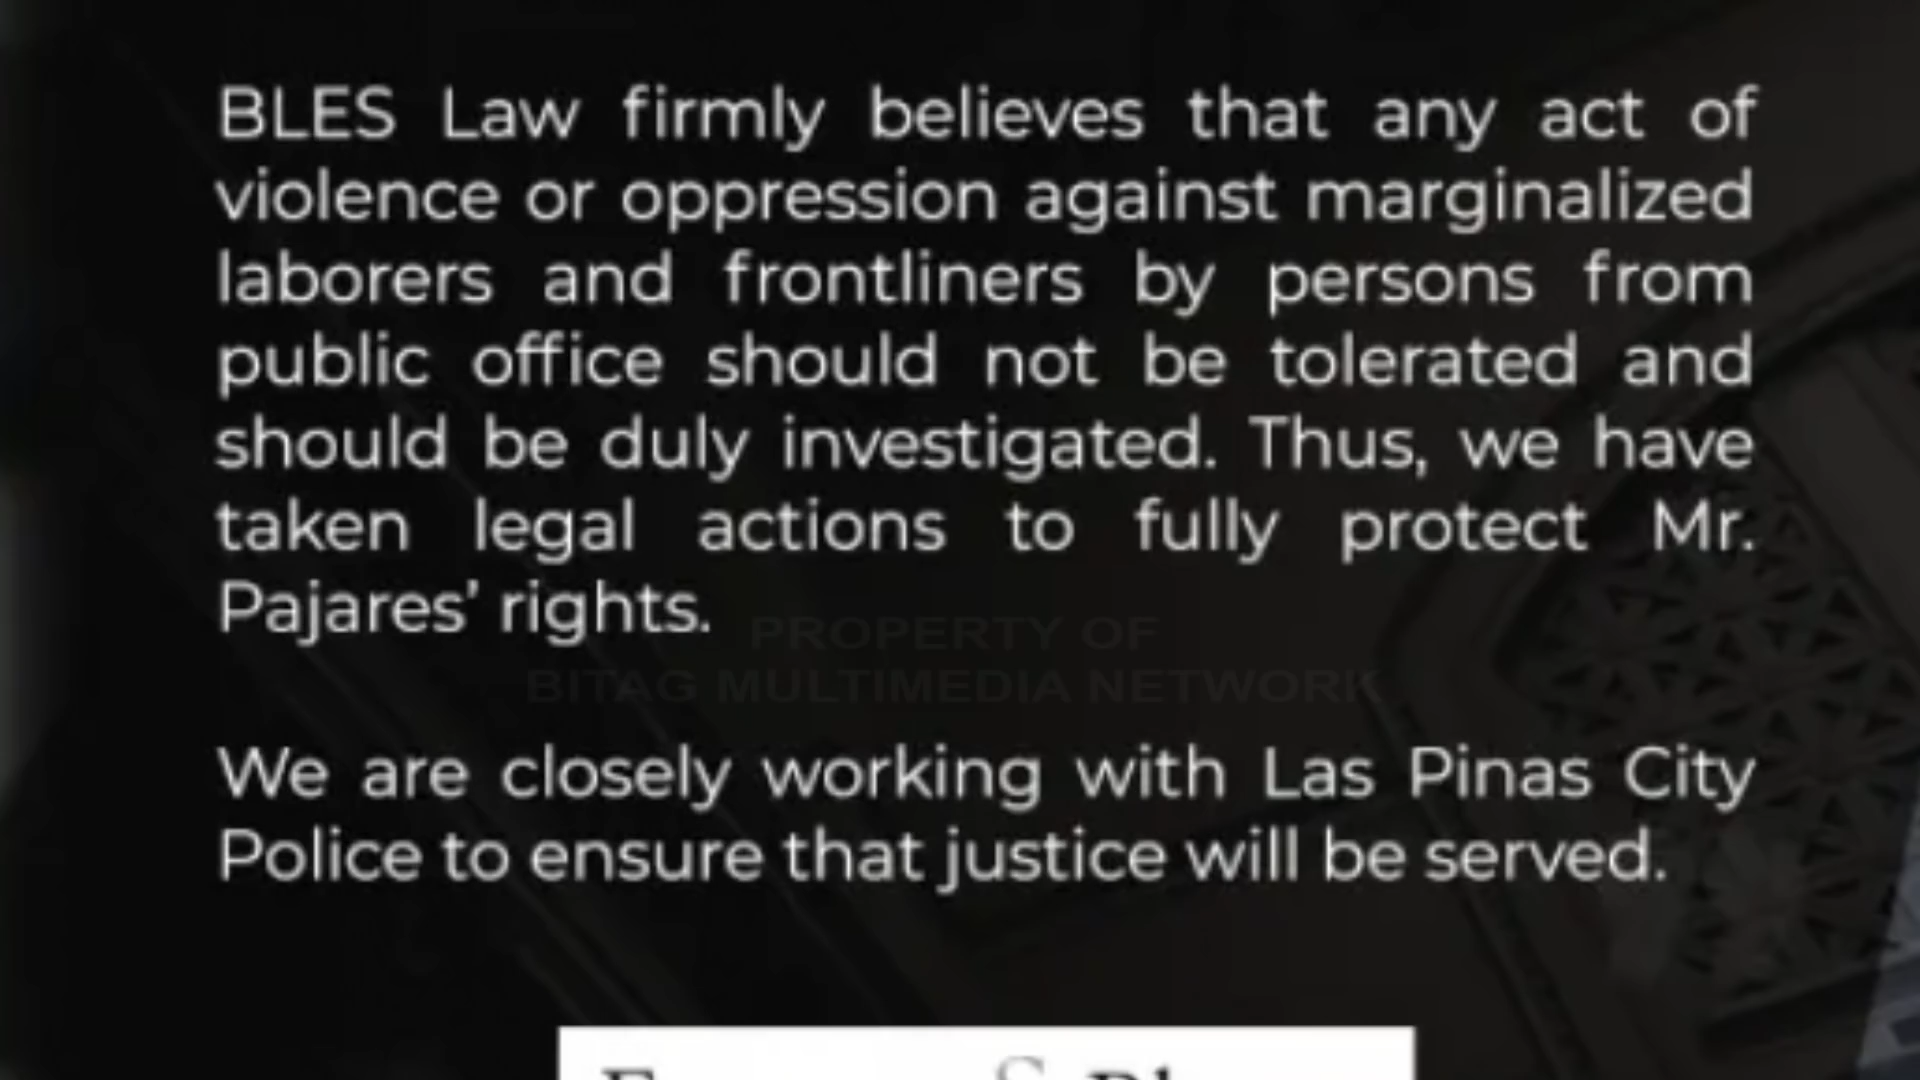 BLES Law firmly believes that any act of
violence or oppression against marginalized
laborers and frontliners by persons from
public office should not be tolerated and
should be duly investigated. Thus, we have
taken legal actions to fully protect Mr.
Pajares’ rights.
PROPERTY OF
BITAG MULTIMEDIA NETWORK
We are closely working with Las Pinas City
Police to ensure that justice will be served.